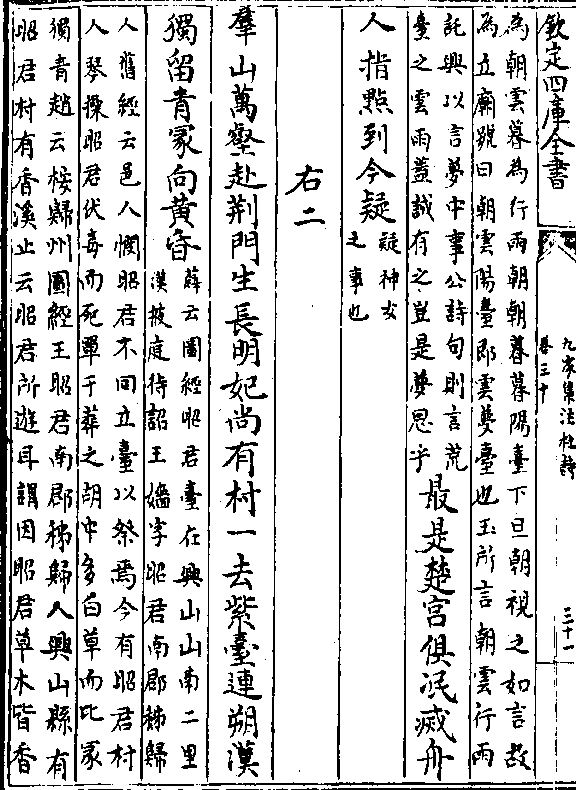 欽定四庫全書
九家集注杜詩
卷三十
三十一
為朝雲暮為行雨朝朝暮暮陽臺下旦朝視之如言故
為立廟號曰朝雲陽臺即雲夢臺也玉所言朝雲行雨
託興以言夢中事公詩句則言荒
臺之雲雨蓋誠有之豈是夢思乎
最是楚宮俱泯滅舟
人指點到今疑
疑神女
之事也
右二
羣山萬壑赴荆門生長明妃尚有村一去紫臺連朔漠
獨留青冢向黄昏
薛云圖經昭君臺在興山山南二里
漢掖庭待詔王嬙字昭君南郡秭歸
人舊經云邑人憫昭君不回立臺以祭焉今有昭君村
人琴操昭君伏毒而死單于葬之胡中多白草而比冢
獨青趙云桉歸州圖經王昭君南郡秭歸人興山縣有
昭君村有香溪止云昭君所遊耳謂因昭君草木皆香